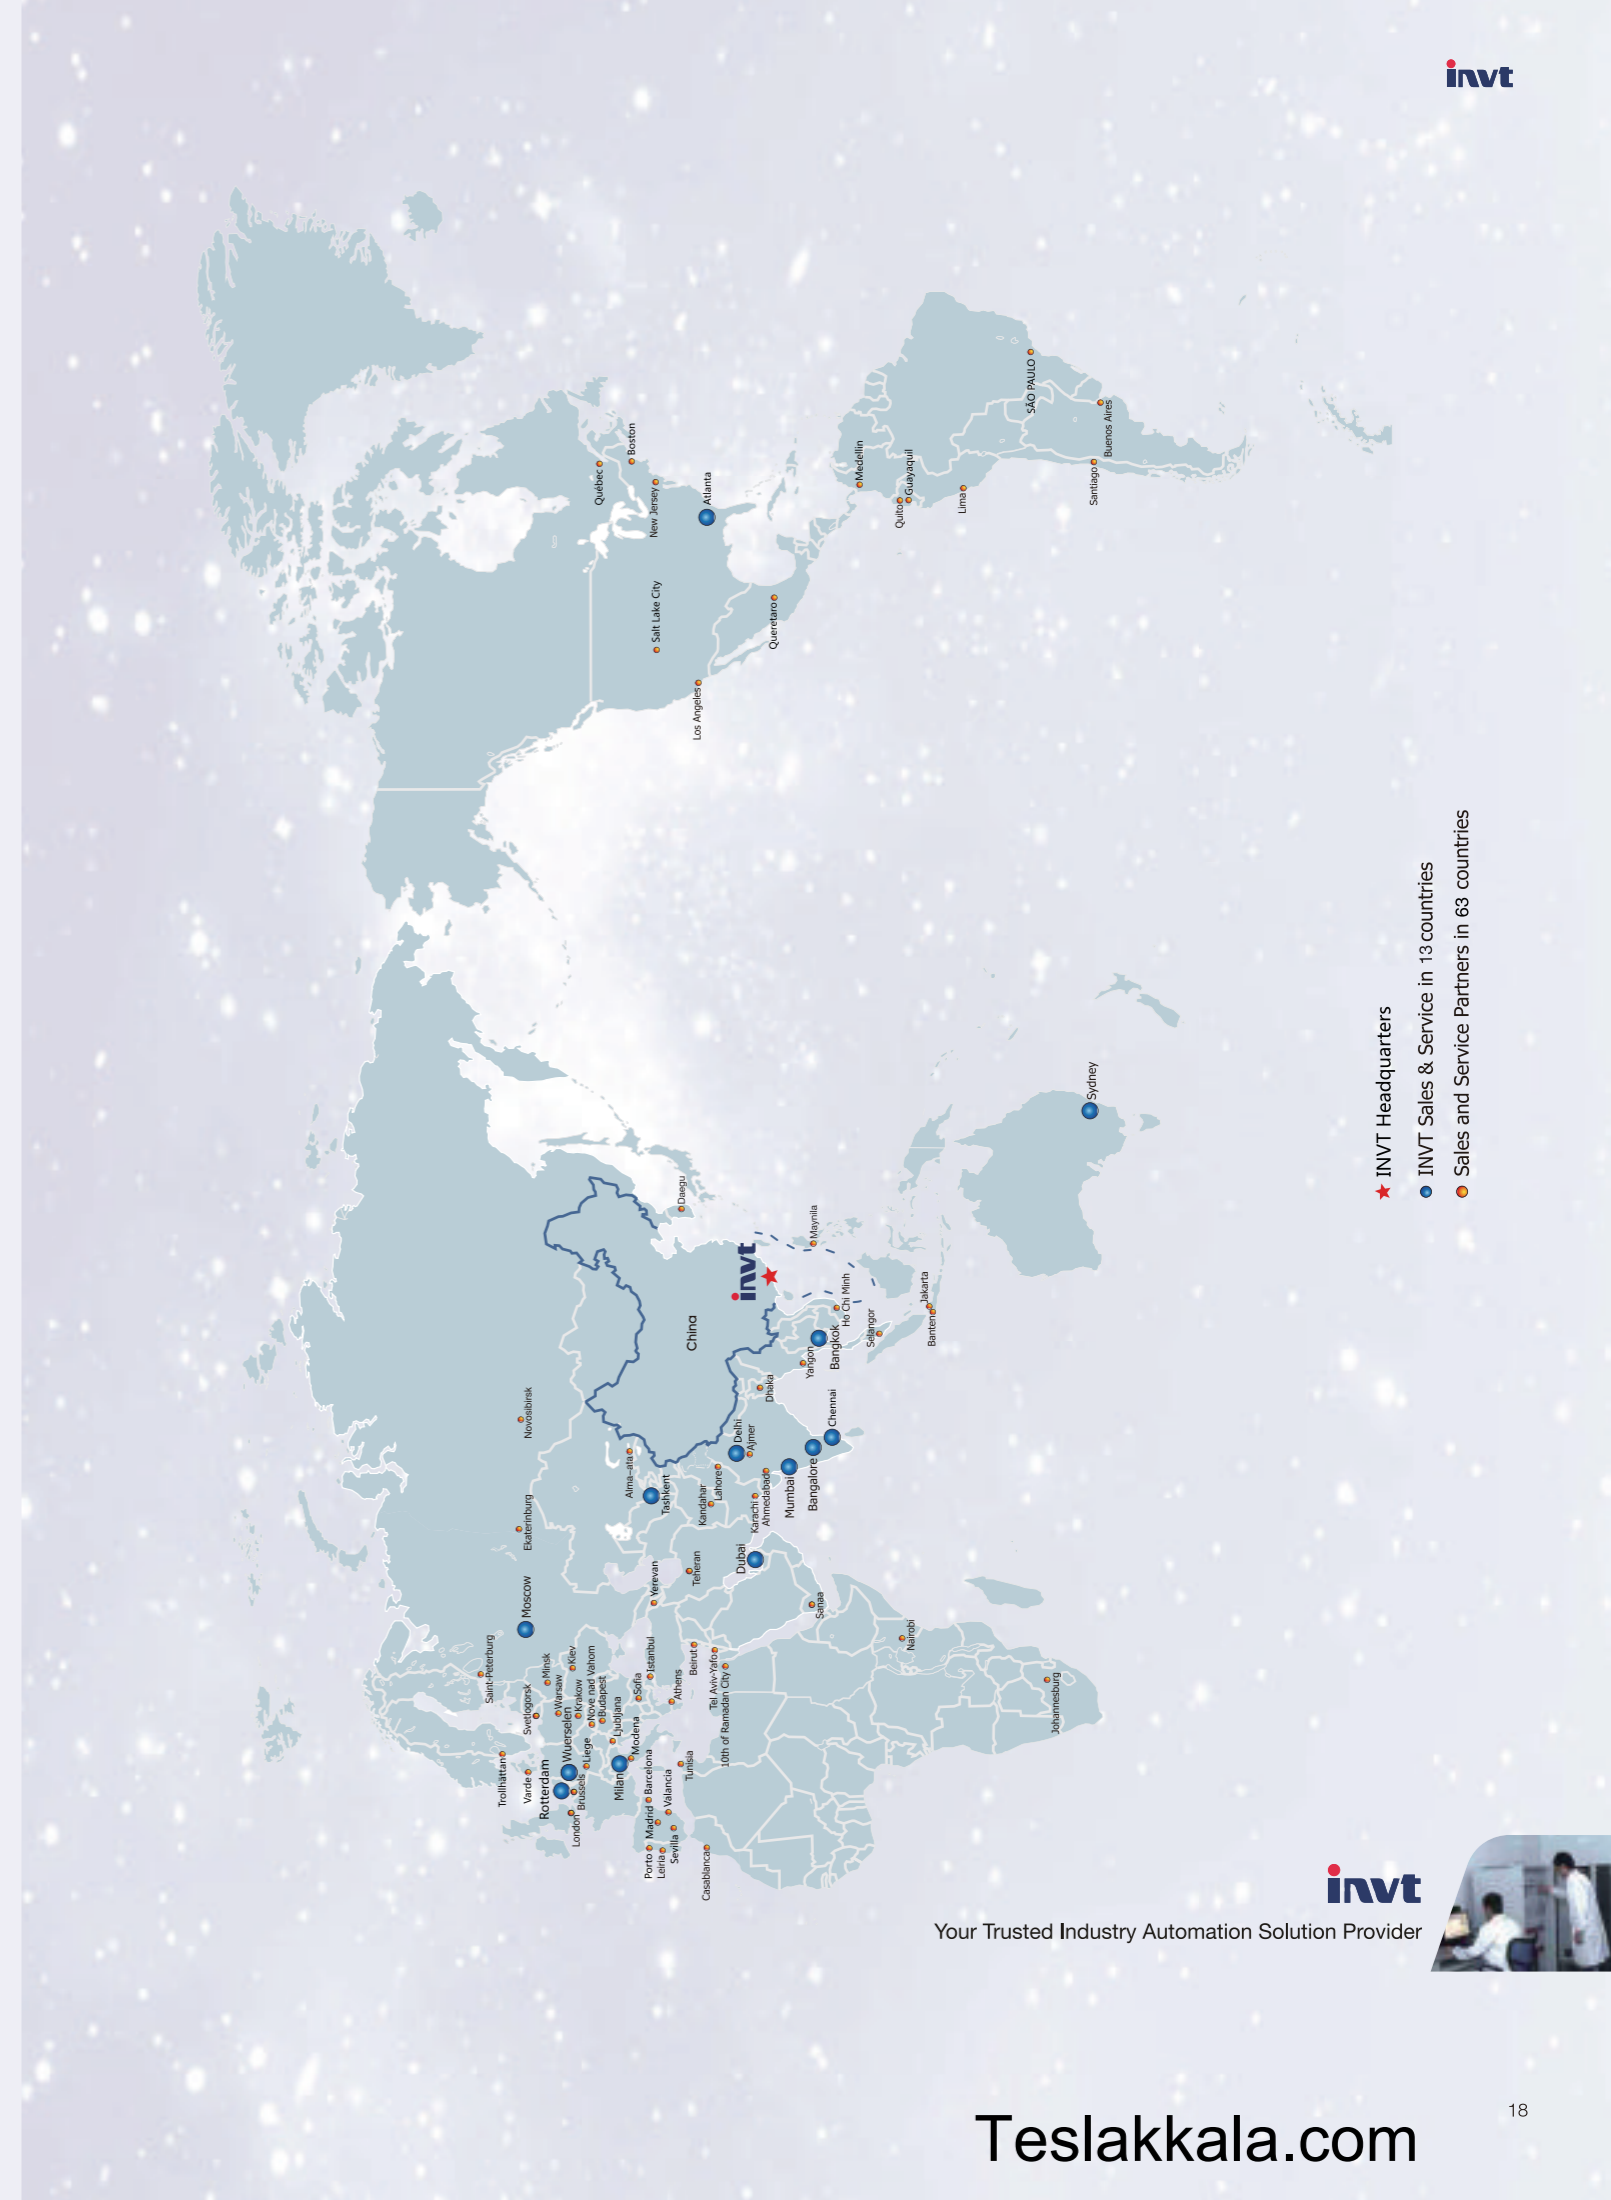 invt
Québec
Boston
New Jersey
Atlanta
Salt Lake City
Los Angeles
Queretaro
Medellin
Quito
Guayaquil
Lima
SÃO PAULO
Buenos Aires
Santiago
Sydney
Daegu
invt
Maynila
China
Ho Chi Minh
Jakarta
Banten
Selangor
Bangkok
Yangon
Dhaka
Chennai
Delhi
Ajmer
Bangalore
Mumbai
Ahmedabad
Karachi
Lahore
Kandahar
Novosibirsk
Alma-ata
Tashkent
Ekaterinburg
Dubai
Teheran
Yerevan
Moscow
Sanaa
Nairobi
Johannesburg
Saint-Peterburg
Minsk
Kiev
Svetlogorsk
Warsaw
Krakow
Nove nad Vahom
Budapest
Ljubljana
Sofia
Istanbul
Athens
Beirut
Tel Aviv-Yafo
10th of Ramadan City
Trollhattan
Varde
Rotterdam
Wuerselen
Liege
Brussels
London
Milan
Modena
Barcelona
Madrid
Valancia
Tunisia
Porto
Leiria
Sevilla
Casablanca
INVT Headquarters
INVT Sales & Service in 13 countries
Sales and Service Partners in 63 countries
invt
Your Trusted Industry Automation Solution Provider
Teslakkala.com
18